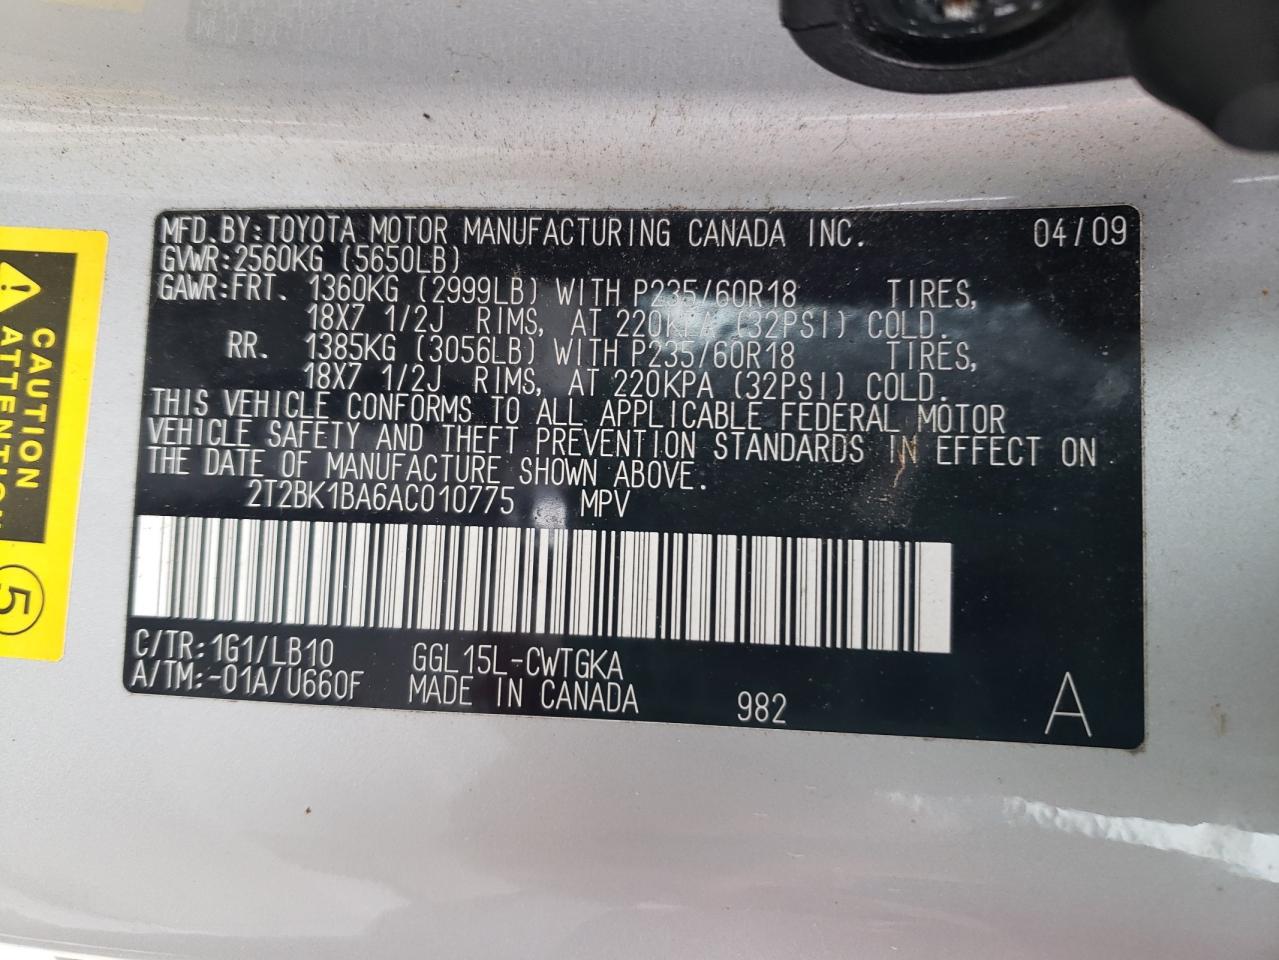 MFD. BY: TOYOTA MOTOR MANUFACTURING CANADA INC. 04/09
GVWR: 2560KG (5650LB)
GAWR: FRT. 1360KG (2999LB) WITH P235/60R18 TIRES,
18X7 1/2J RIMS, AT 220KPA (32PSI) COLD.
RR. 1385KG (3056LB) WITH P235/60R18 TIRES,
18X7 1/2J RIMS, AT 220KPA (32PSI) COLD.
THIS VEHICLE CONFORMS TO ALL APPLICABLE FEDERAL MOTOR
VEHICLE SAFETY AND THEFT PREVENTION STANDARDS IN EFFECT ON
THE DATE OF MANUFACTURE SHOWN ABOVE.
2T2BK1BA6AC010775 MPV
C/TR: 1G1/LB10 GGL15L-CWTGKA
A/TM: -01A/U660F MADE IN CANADA 982 A
CAUTION
ATTENTION
5